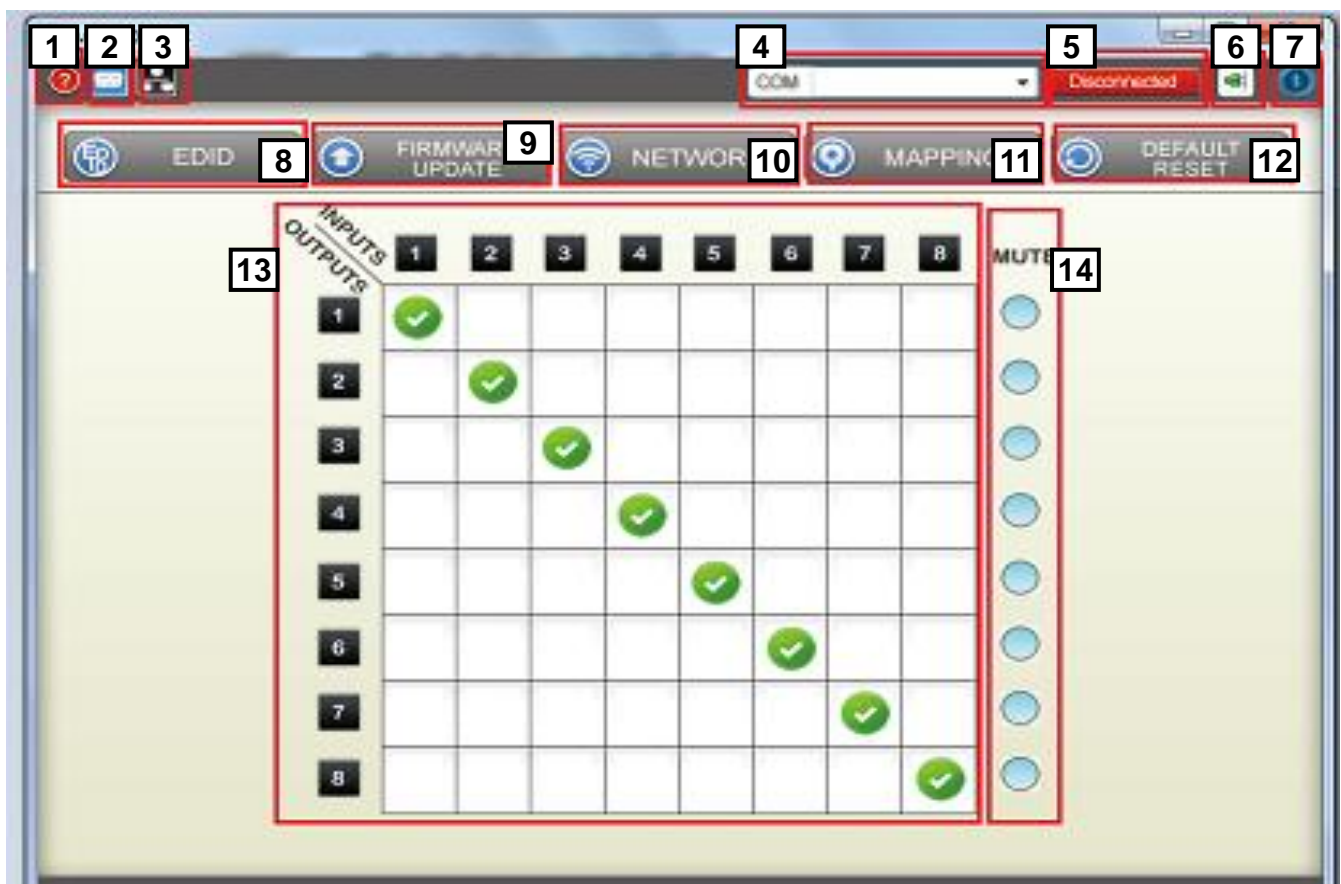 1 2 3 4 5 6 7
? COM Disconnected
EDID 8 FIRMWAR 9 NETWOR 10 MAPPING 11 DEFAULT 12
UPDATE RESET
INPUTS
OUTPUTS
1 2 3 4 5 6 7 8 MUTE
13 14
1
2
3
4
5
6
7
8